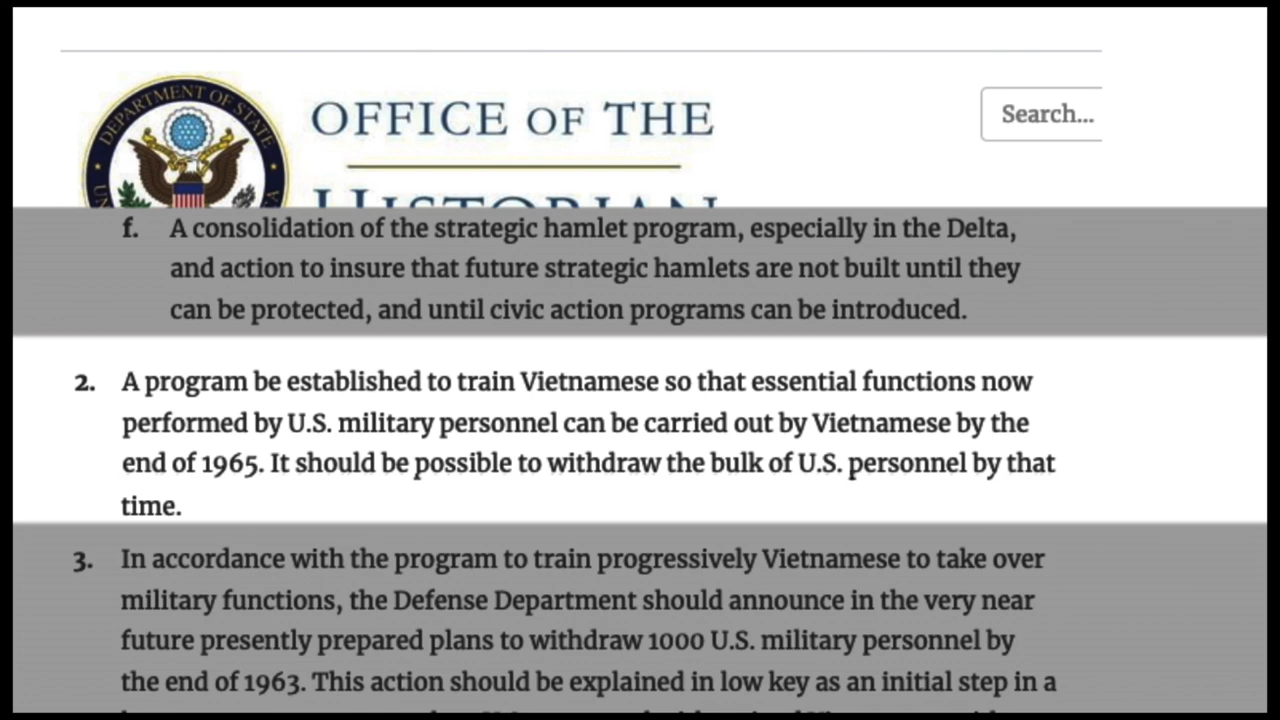 DEPARTMENT OF STATE
OFFICE OF THE
HISTORIAN
Search...
f. A consolidation of the strategic hamlet program, especially in the Delta,
and action to insure that future strategic hamlets are not built until they
can be protected, and until civic action programs can be introduced.
2. A program be established to train Vietnamese so that essential functions now
performed by U.S. military personnel can be carried out by Vietnamese by the
end of 1965. It should be possible to withdraw the bulk of U.S. personnel by that
time.
3. In accordance with the program to train progressively Vietnamese to take over
military functions, the Defense Department should announce in the very near
future presently prepared plans to withdraw 1000 U.S. military personnel by
the end of 1963. This action should be explained in low key as an initial step in a